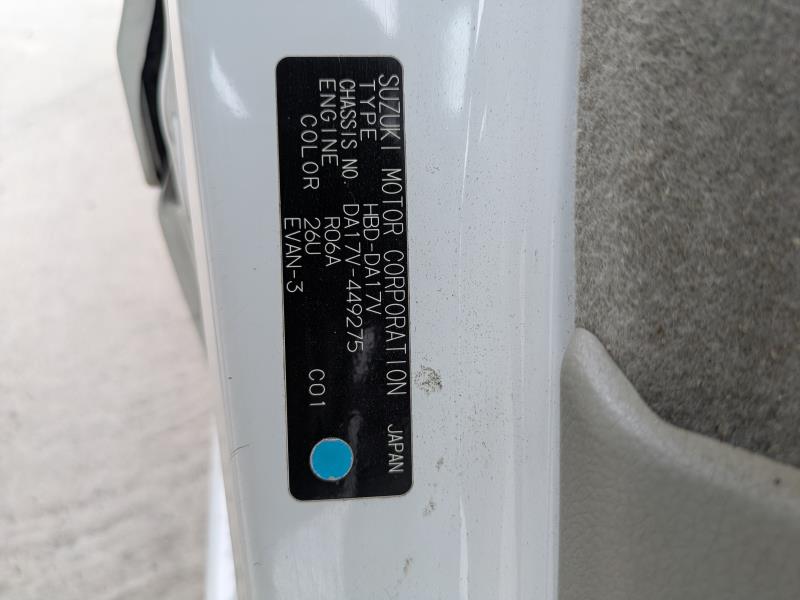 SUZUKI MOTOR CORPORATION JAPAN
TYPE HBD-DA17V
CHASSIS NO. DA17V-449275
ENGINE R06A
COLOR 26U C01
EVAN-3